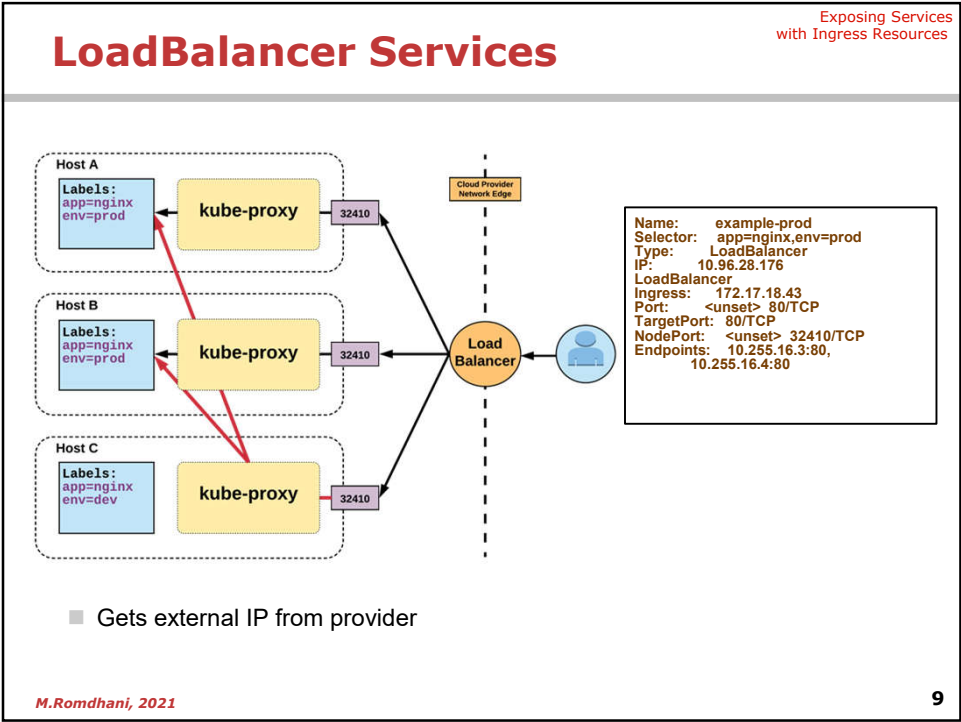 Exposing Services
with Ingress Resources
LoadBalancer Services
Host A
Labels:
app=nginx
env=prod
kube-proxy
32410
Host B
Labels:
app=nginx
env=prod
kube-proxy
32410
Host C
Labels:
app=nginx
env=dev
kube-proxy
32410
Cloud Provider
Network Edge
Load
Balancer
Name: example-prod
Selector: app=nginx,env=prod
Type: LoadBalancer
IP: 10.96.28.176
LoadBalancer
Ingress: 172.17.18.43
Port: <unset> 80/TCP
TargetPort: 80/TCP
NodePort: <unset> 32410/TCP
Endpoints: 10.255.16.3:80,
10.255.16.4:80
Gets external IP from provider
M.Romdhani, 2021
9